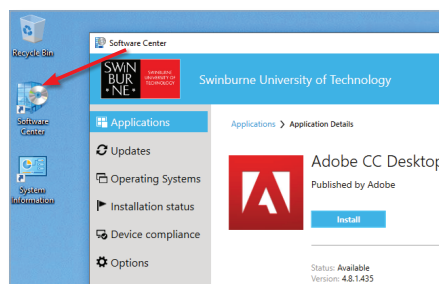 Recycle Bin
Software Center
System Information
Software Center
SWIN
BUR
NE
SWINBURNE
UNIVERSITY OF
TECHNOLOGY
Swinburne University of Technology
Applications
Updates
Operating Systems
Installation status
Device compliance
Options
Applications > Application Details
Adobe CC Desktop
Published by Adobe
Install
Status: Available
Version: 4.8.1.435